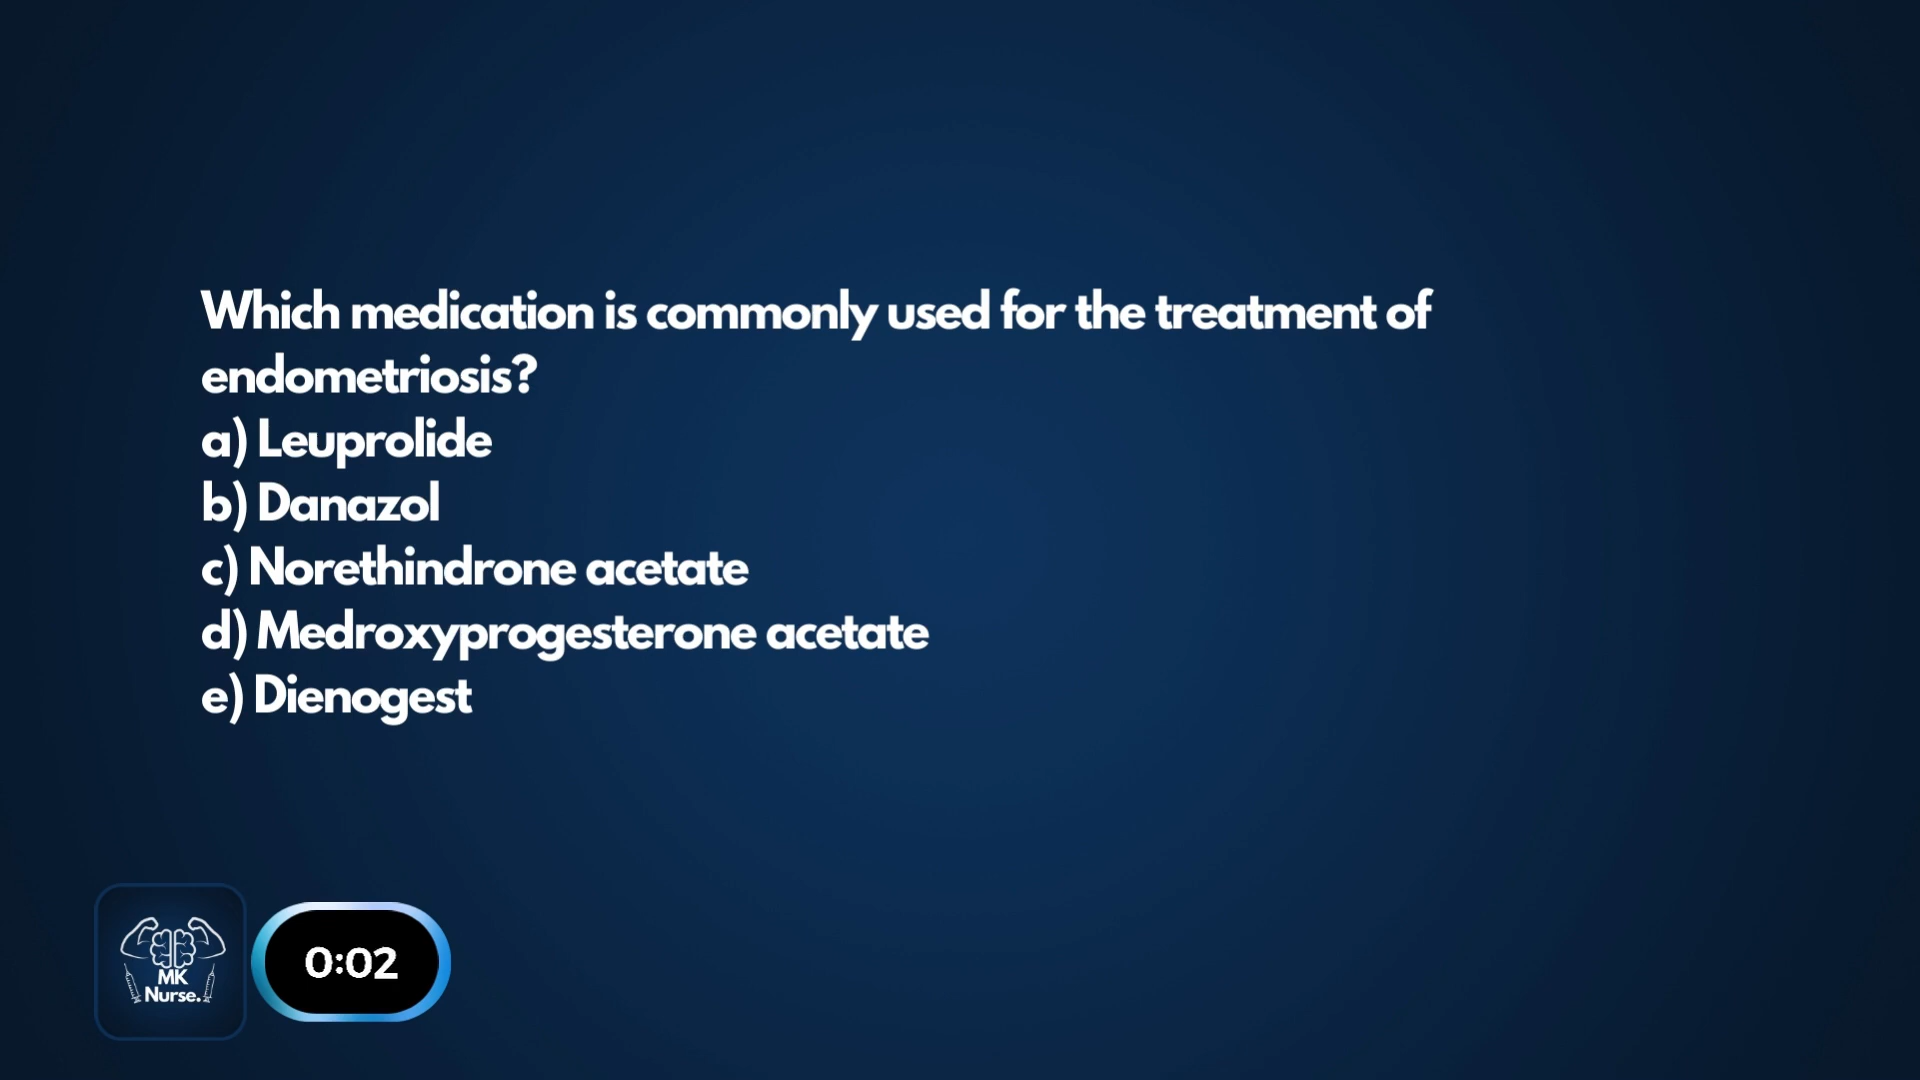 Which medication is commonly used for the treatment of
endometriosis?
a) Leuprolide
b) Danazol
c) Norethindrone acetate
d) Medroxyprogesterone acetate
e) Dienogest
MK
Nurse.
0:02